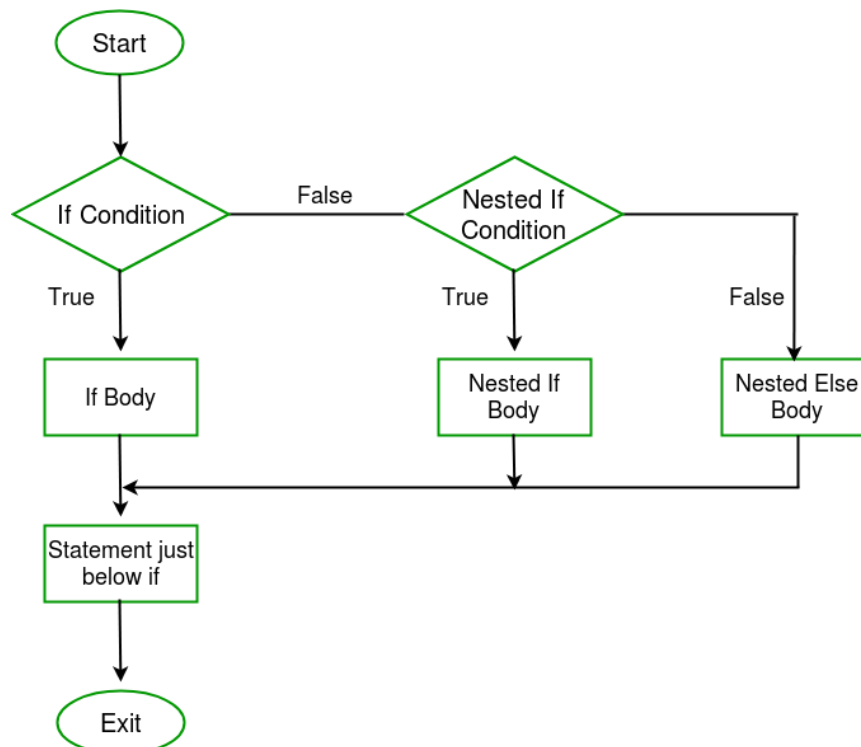 Start
If Condition
False
Nested If
Condition
True
True
False
If Body
Nested If
Body
Nested Else
Body
Statement just
below if
Exit